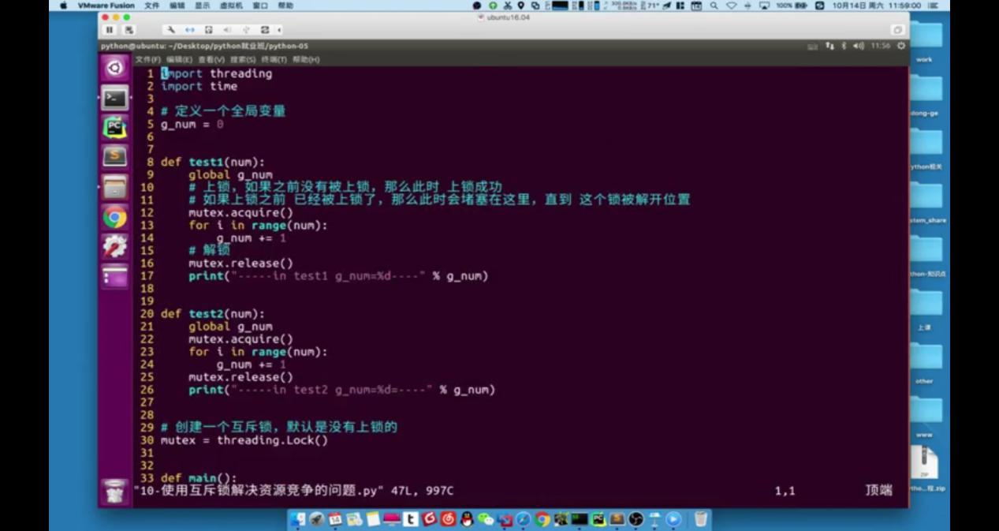 VMware Fusion 文件 编辑 显示 虚拟机 窗口 帮助
71° 100% 10月14日 周六 11:59:00
ubuntu16.04
python@ubuntu: ~/Desktop/python就业班/python-05
11:56
文件(F) 编辑(E) 查看(V) 搜索(S) 终端(T) 帮助(H)
1 import threading
2 import time
3
4 # 定义一个全局变量
5 g_num = 0
6
7
8 def test1(num):
9 global g_num
10 # 上锁，如果之前没有被上锁，那么此时 上锁成功
11 # 如果上锁之前 已经被上锁了，那么此时会堵塞在这里，直到 这个锁被解开位置
12 mutex.acquire()
13 for i in range(num):
14 g_num += 1
15 # 解锁
16 mutex.release()
17 print("-----in test1 g_num=%d----" % g_num)
18
19
20 def test2(num):
21 global g_num
22 mutex.acquire()
23 for i in range(num):
24 g_num += 1
25 mutex.release()
26 print("-----in test2 g_num=%d=----" % g_num)
27
28
29 # 创建一个互斥锁，默认是没有上锁的
30 mutex = threading.Lock()
31
32
33 def main():
"10-使用互斥锁解决资源竞争的问题.py" 47L, 997C 1,1 顶端
work
dong-ge
ython相关
stem_share
thon-知识点
上课
other
www
ZIP